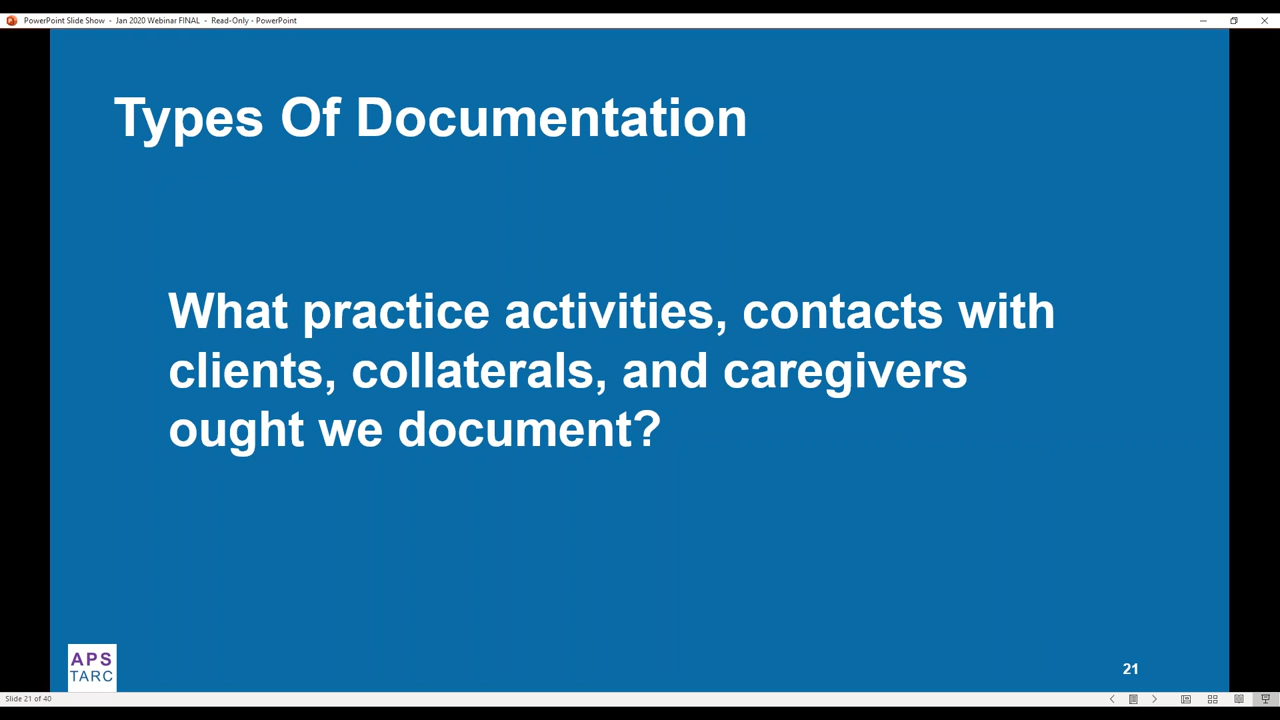 PowerPoint Slide Show - Jan 2020 Webinar FINAL - Read-Only - PowerPoint
Types Of Documentation
What practice activities, contacts with
clients, collaterals, and caregivers
ought we document?
APS
TARC
21
Slide 21 of 40